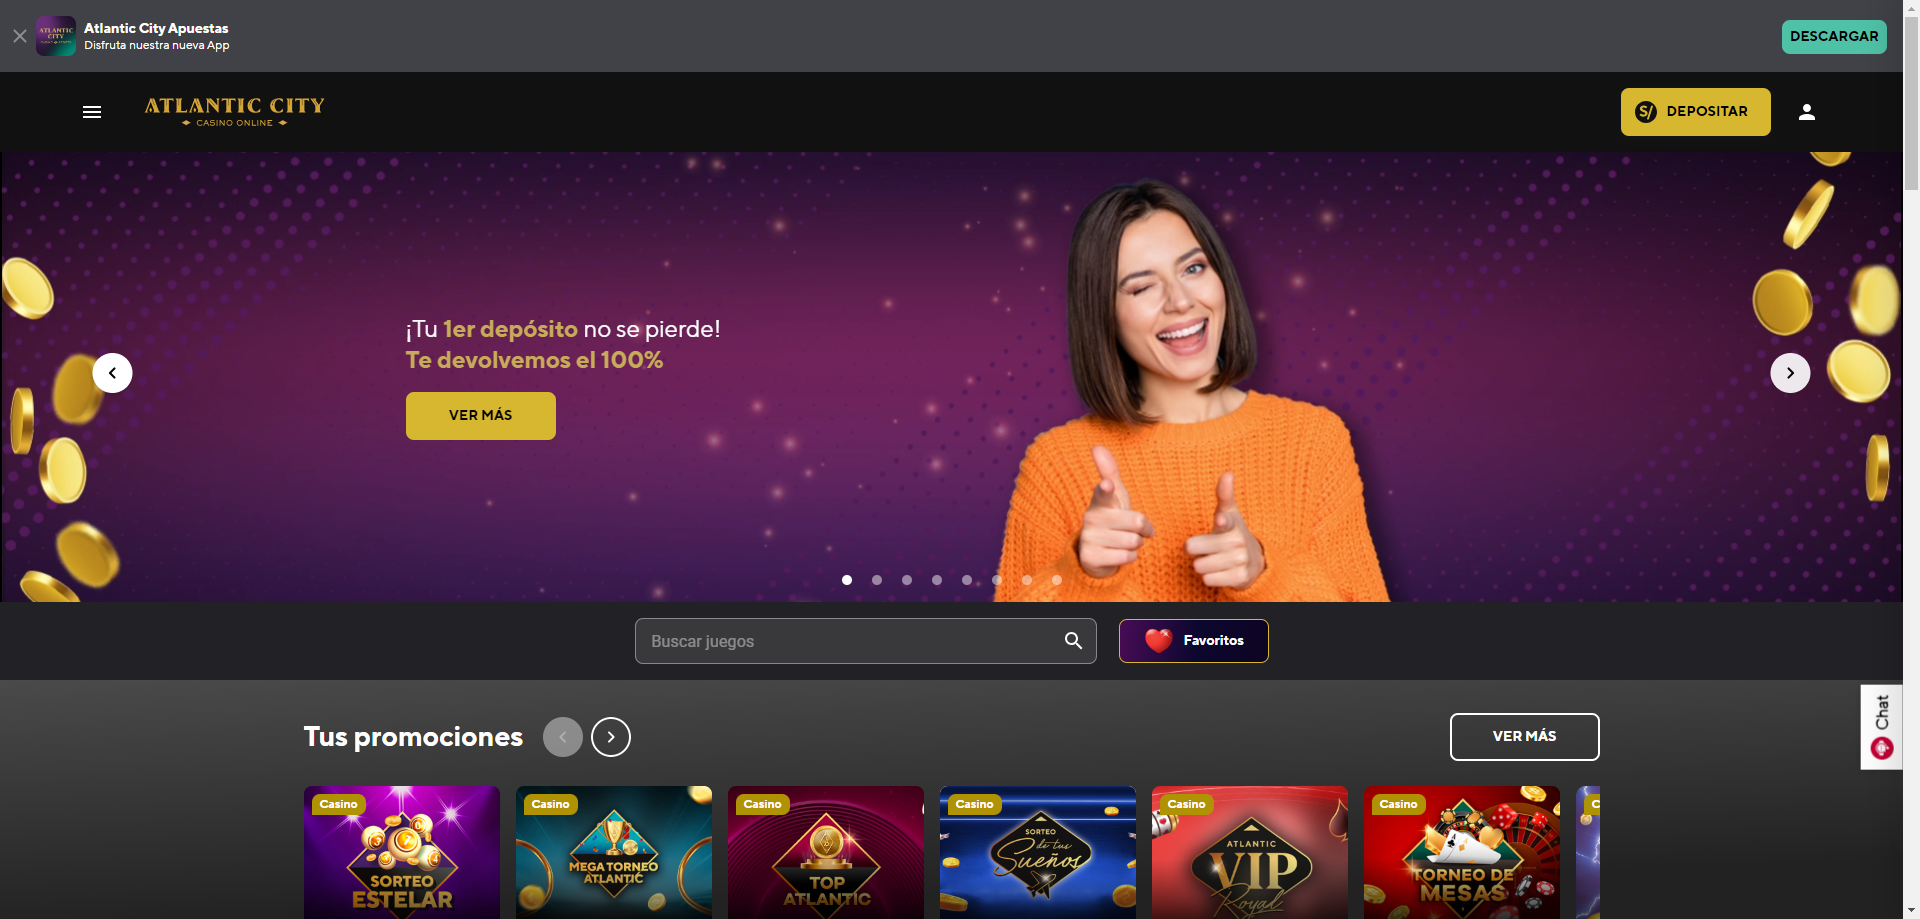 Atlantic City Apuestas
Disfruta nuestra nueva App
DESCARGAR
ATLANTIC CITY
CASINO ONLINE
S/ DEPOSITAR
¡Tu 1er depósito no se pierde!
Te devolvemos el 100%
VER MÁS
Buscar juegos
Favoritos
Chat
Tus promociones
VER MÁS
Casino
SORTEO
ESTELAR
Casino
MEGA TORNEO
ATLANTIC
Casino
TOP
ATLANTIC
Casino
SORTEO
de tus
Sueños
Casino
ATLANTIC
VIP
Royal
Casino
TORNEO DE
MESAS